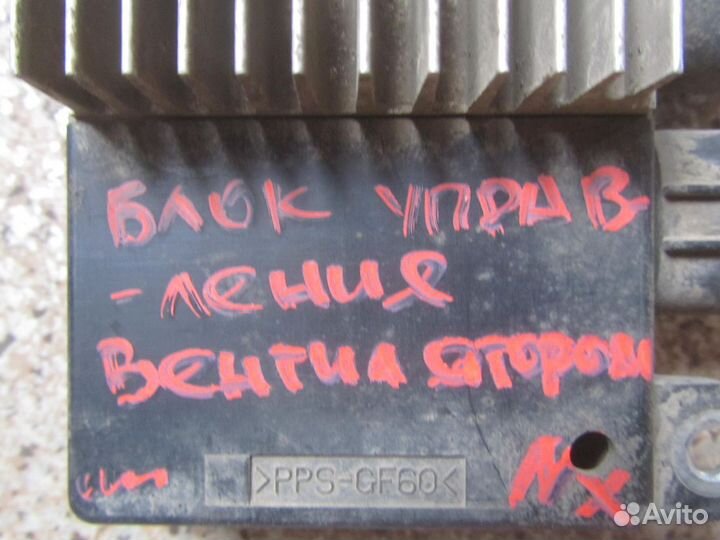 БЛОК УПРАВ
-ЛЕНИЯ
ВЕНТИЛЯТОРОМ
>PPS-GF60<
NX
Avito